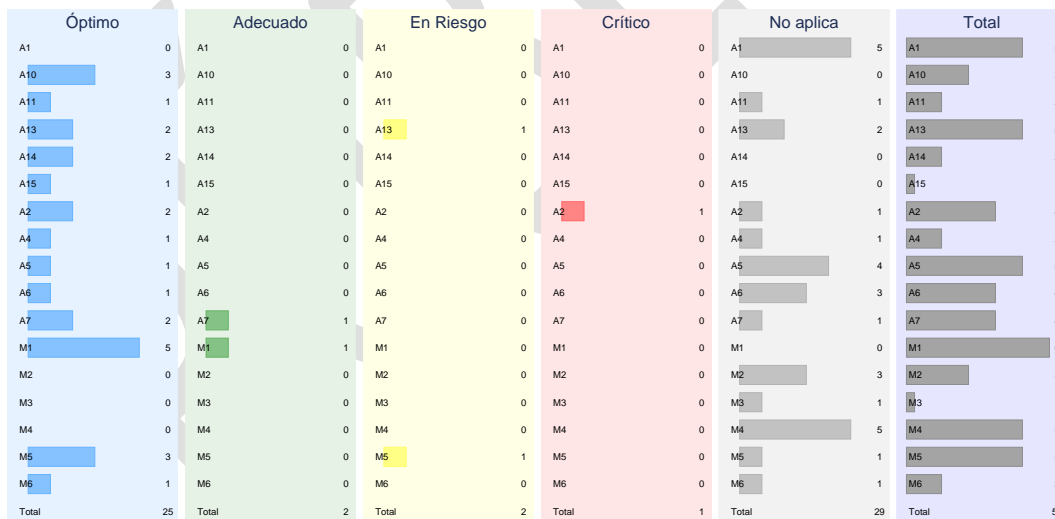 Óptimo Adecuado En Riesgo Crítico No aplica Total
A1 0 A1 0 A1 0 A1 0 A1 5 A1
A10 3 A10 0 A10 0 A10 0 A10 0 A10
A11 1 A11 0 A11 0 A11 0 A11 1 A11
A13 2 A13 0 A13 1 A13 0 A13 2 A13
A14 2 A14 0 A14 0 A14 0 A14 0 A14
A15 1 A15 0 A15 0 A15 0 A15 0 A15
A2 2 A2 0 A2 0 A2 1 A2 1 A2
A4 1 A4 0 A4 0 A4 0 A4 1 A4
A5 1 A5 0 A5 0 A5 0 A5 4 A5
A6 1 A6 0 A6 0 A6 0 A6 3 A6
A7 2 A7 1 A7 0 A7 0 A7 1 A7
M1 5 M1 1 M1 0 M1 0 M1 0 M1
M2 0 M2 0 M2 0 M2 0 M2 3 M2
M3 0 M3 0 M3 0 M3 0 M3 1 M3
M4 0 M4 0 M4 0 M4 0 M4 5 M4
M5 3 M5 0 M5 1 M5 0 M5 1 M5
M6 1 M6 0 M6 0 M6 0 M6 1 M6
Total 25 Total 2 Total 2 Total 1 Total 29 Total